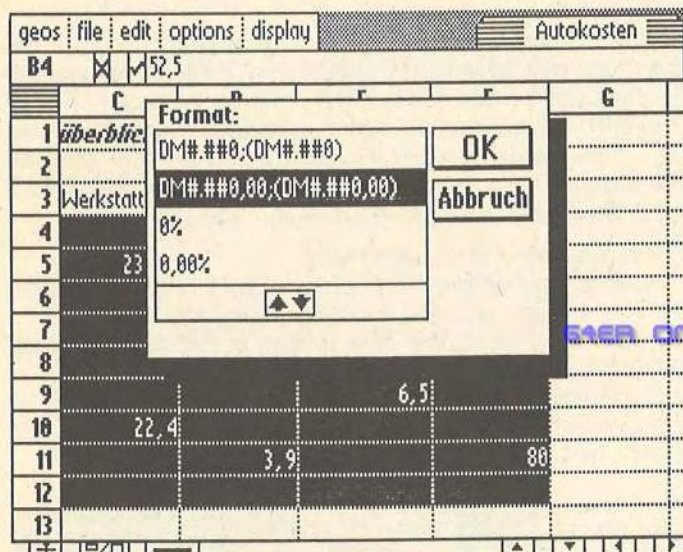 geos file edit options display Autokosten
B4 52,5
C G
Format:
1 überblic
DM#.##0;(DM#.##0) OK
2
DM#.##0,00;(DM#.##0,00) Abbruch
3 Werkstatt
4 0%
5 23 0,00%
6
7
64ER
8
9 6,5
10 22,4
11 3,9 80
12
13